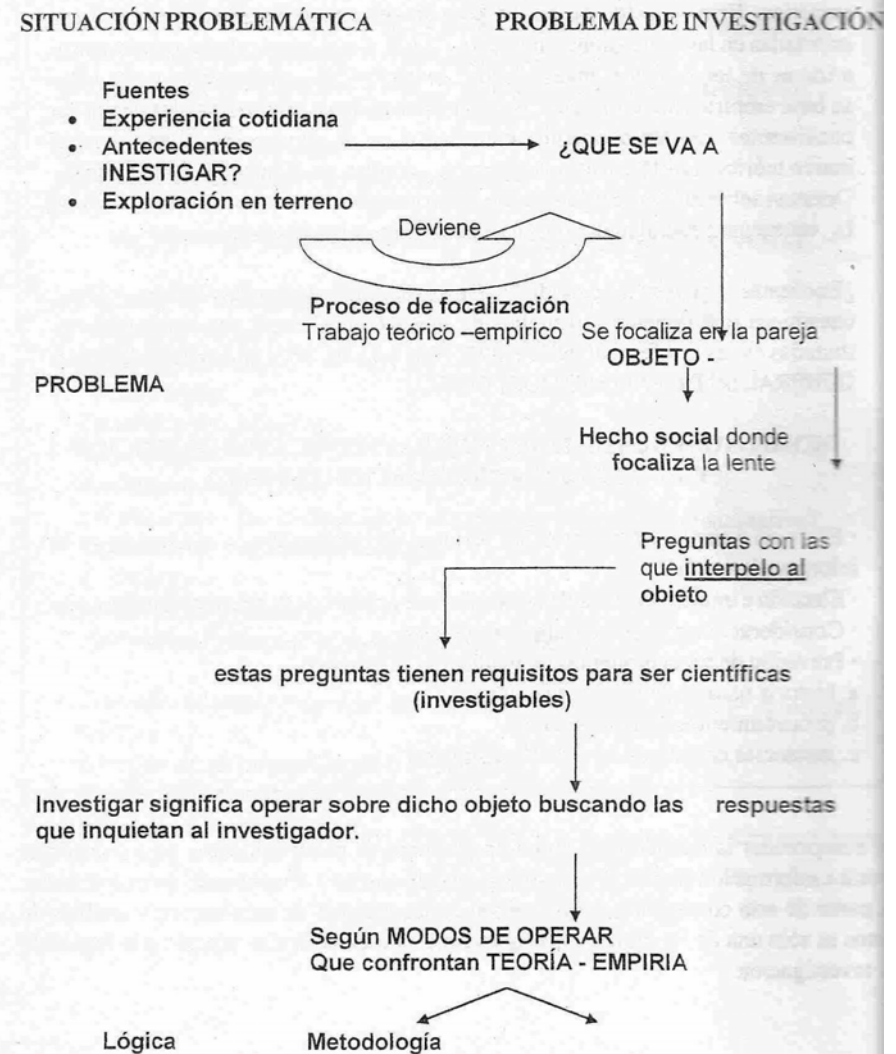 SITUACIÓN PROBLEMÁTICA PROBLEMA DE INVESTIGACIÓN
Fuentes
• Experiencia cotidiana
• Antecedentes ¿QUE SE VA A
INESTIGAR?
• Exploración en terreno
Deviene
Proceso de focalización
Trabajo teórico –empírico Se focaliza en la pareja
OBJETO -
PROBLEMA
Hecho social donde
focaliza la lente
Preguntas con las
que interpelo al
objeto
estas preguntas tienen requisitos para ser científicas
(investigables)
Investigar significa operar sobre dicho objeto buscando las respuestas
que inquietan al investigador.
Según MODOS DE OPERAR
Que confrontan TEORÍA - EMPIRIA
Lógica Metodología